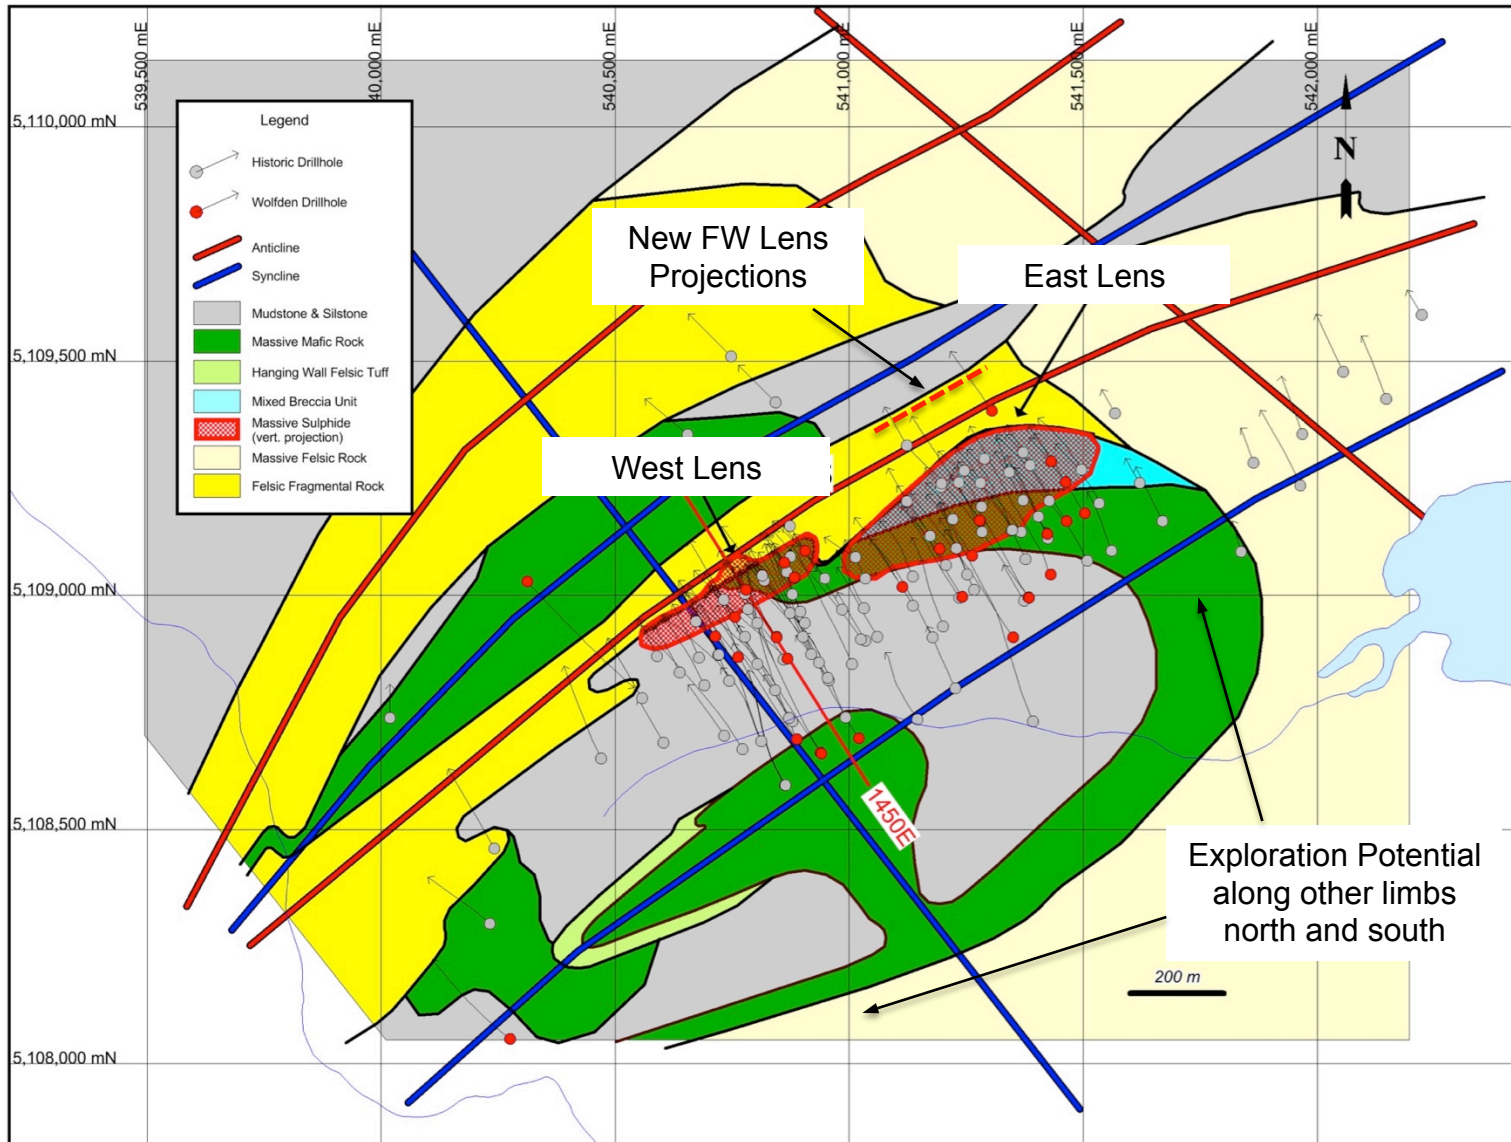 539,500 mE
40,000 mE
540,500 mE
541,000 mE
541,500 mE
542,000 mE
5,110,000 mN
5,109,500 mN
5,109,000 mN
5,108,500 mN
5,108,000 mN
Legend
Historic Drillhole
Wolfden Drillhole
Anticline
Syncline
Mudstone & Silstone
Massive Mafic Rock
Hanging Wall Felsic Tuff
Mixed Breccia Unit
Massive Sulphide
(vert. projection)
Massive Felsic Rock
Felsic Fragmental Rock
N
New FW Lens
Projections
East Lens
West Lens
1450E
Exploration Potential
along other limbs
north and south
200 m